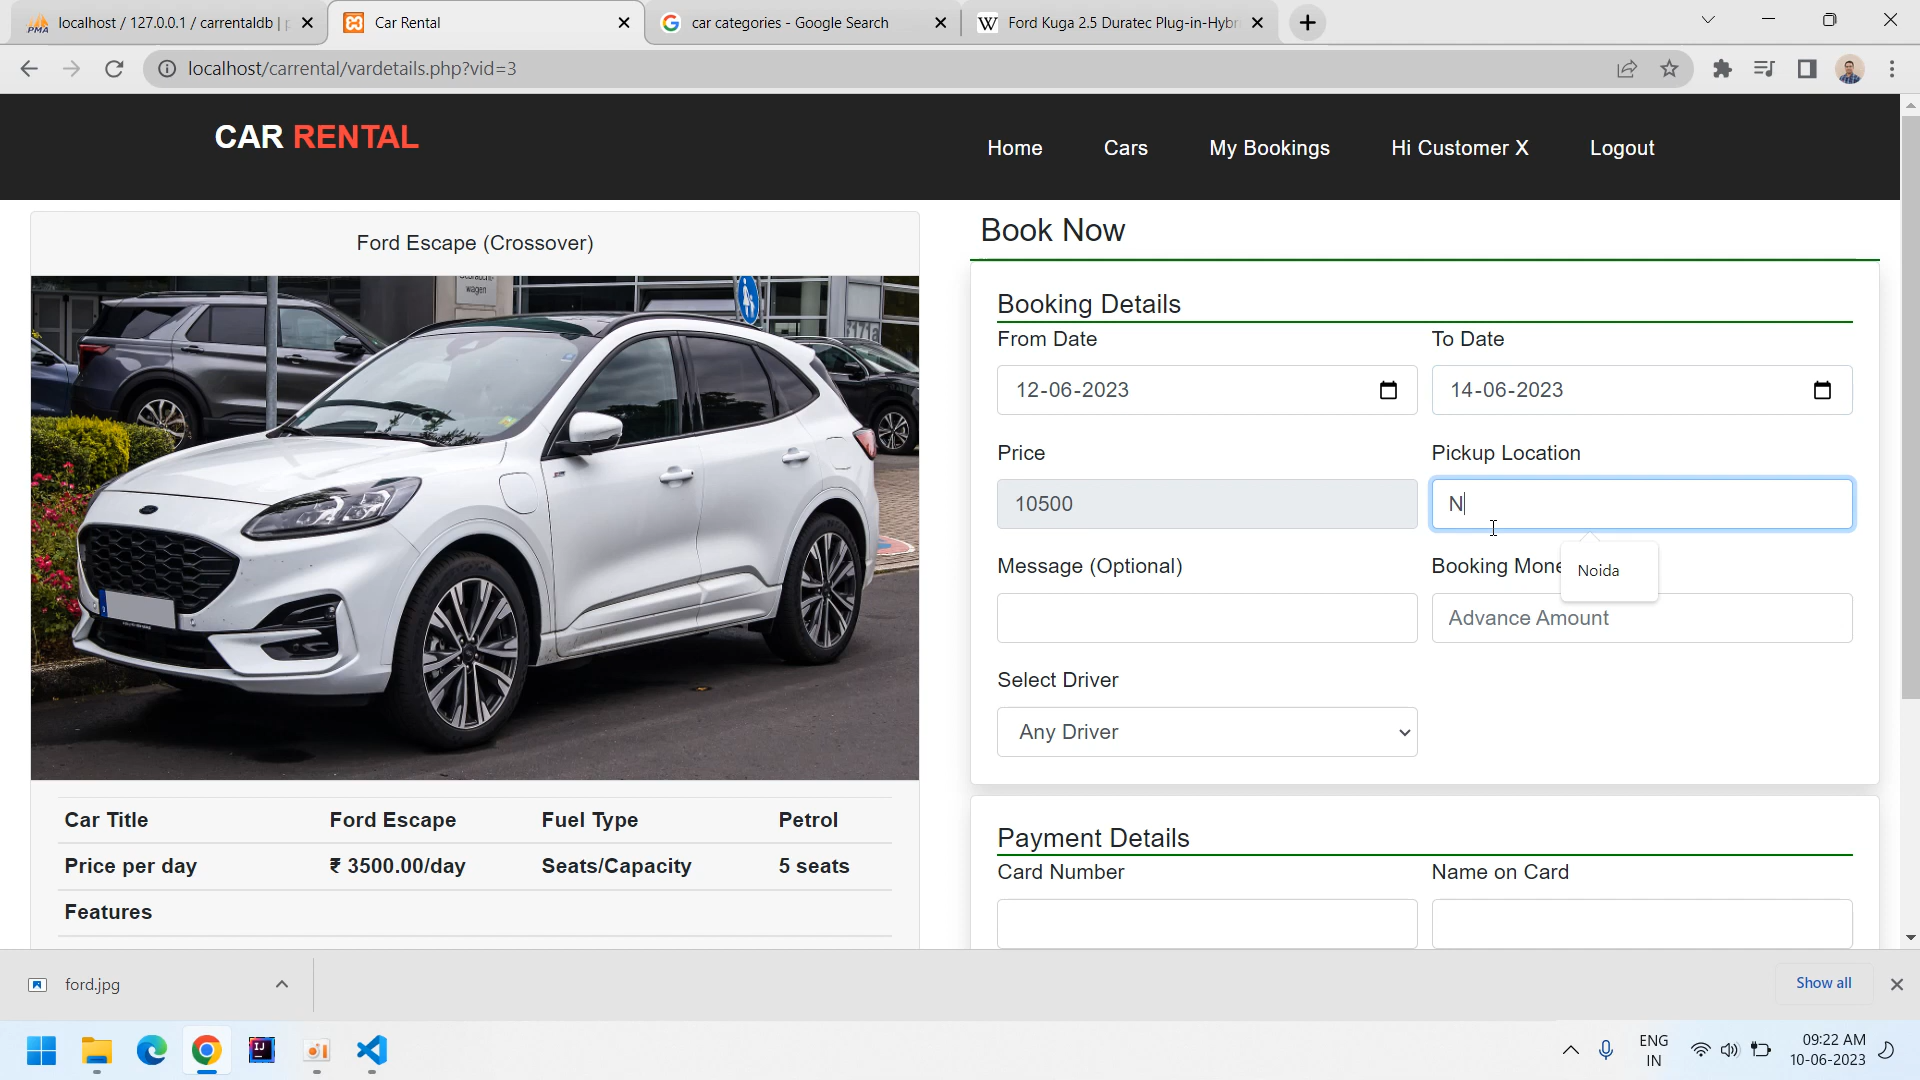 localhost / 127.0.0.1 / carrentaldb | p
Car Rental
car categories - Google Search
Ford Kuga 2.5 Duratec Plug-in-Hybr
localhost/carrental/vardetails.php?vid=3
CAR RENTAL
Home
Cars
My Bookings
Hi Customer X
Logout
Ford Escape (Crossover)
wagen
Car Title
Ford Escape
Fuel Type
Petrol
Price per day
₹ 3500.00/day
Seats/Capacity
5 seats
Features
Book Now
Booking Details
From Date
To Date
12-06-2023
14-06-2023
Price
Pickup Location
10500
N
Message (Optional)
Booking Mone
Noida
Advance Amount
Select Driver
Any Driver
Payment Details
Card Number
Name on Card
ford.jpg
Show all
ENG
IN
09:22 AM
10-06-2023